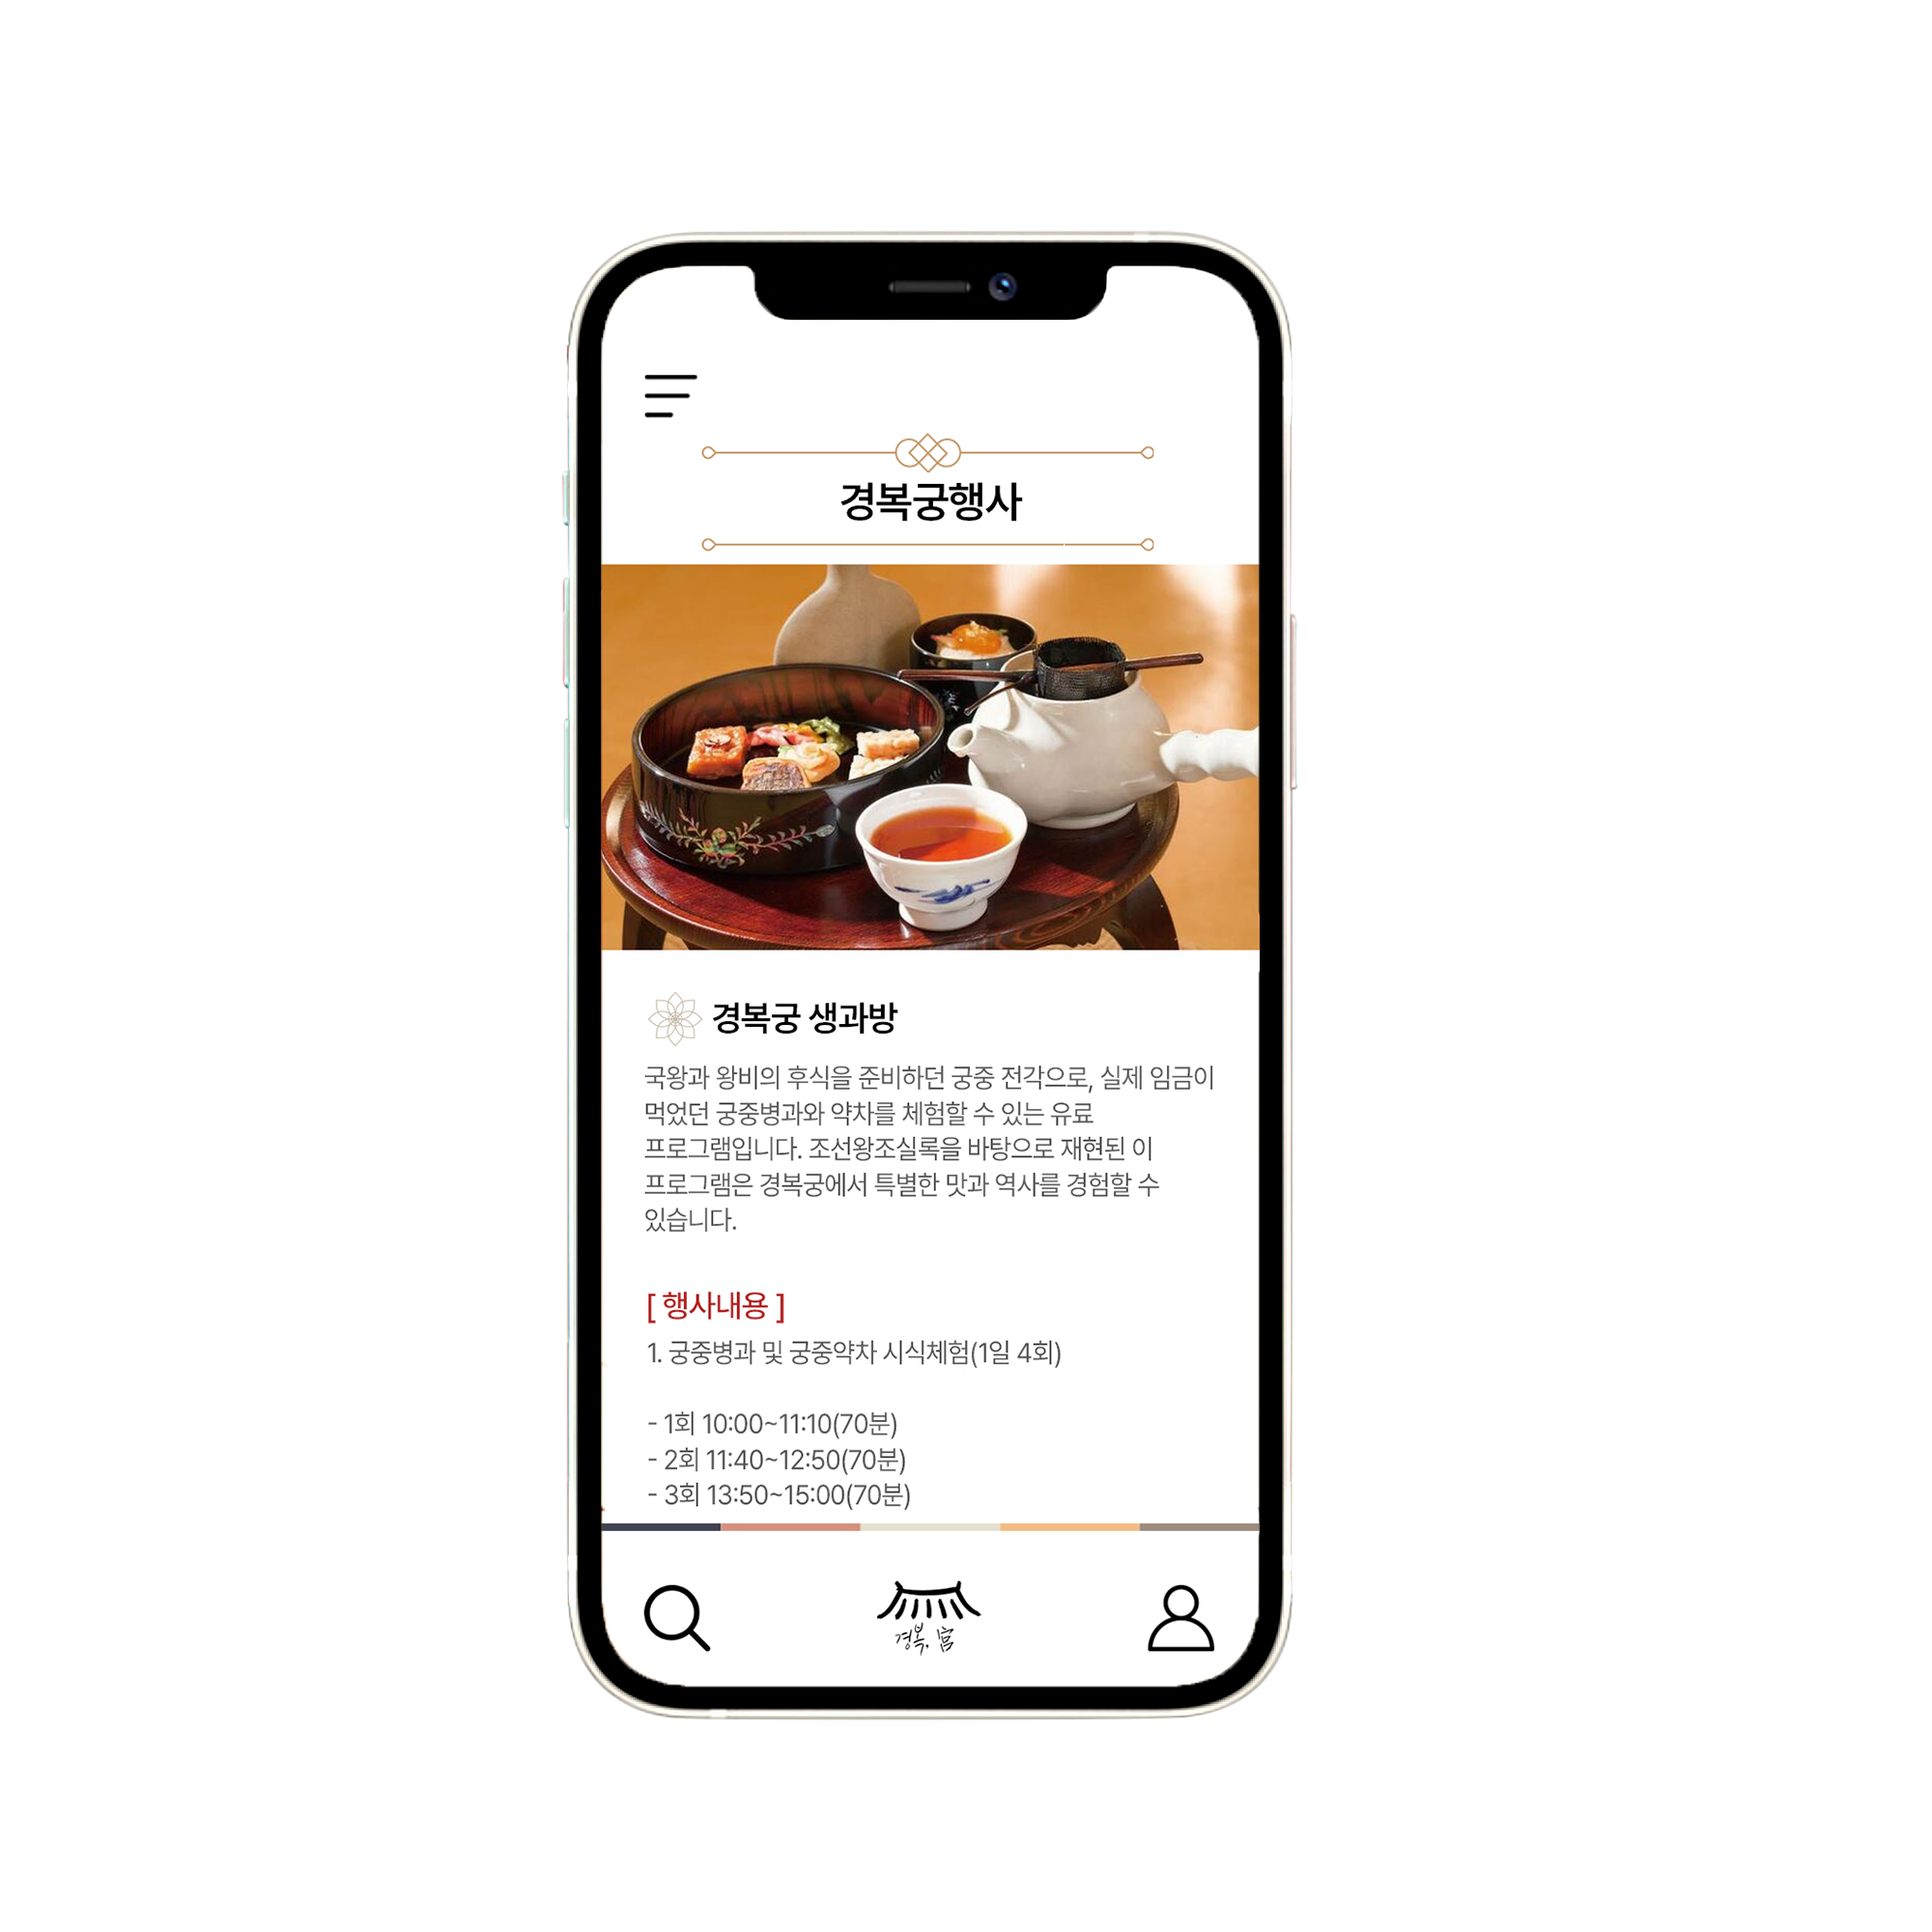 경복궁행사
경복궁 생과방
국왕과 왕비의 후식을 준비하던 궁중 전각으로, 실제 임금이
먹었던 궁중병과와 약차를 체험할 수 있는 유료
프로그램입니다. 조선왕조실록을 바탕으로 재현된 이
프로그램은 경복궁에서 특별한 맛과 역사를 경험할 수
있습니다.
[ 행사내용 ]
1. 궁중병과 및 궁중약차 시식체험(1일 4회)
- 1회 10:00~11:10(70분)
- 2회 11:40~12:50(70분)
- 3회 13:50~15:00(70분)
경복, 宮